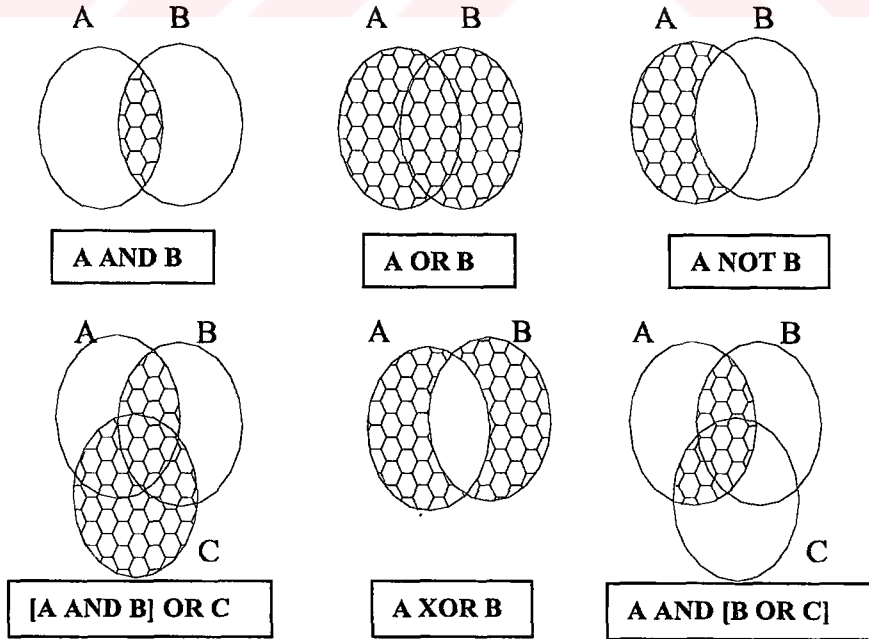 A B
A B
A B
A AND B
A OR B
A NOT B
A B
C
A B
A B
C
[A AND B] OR C
A XOR B
A AND [B OR C]